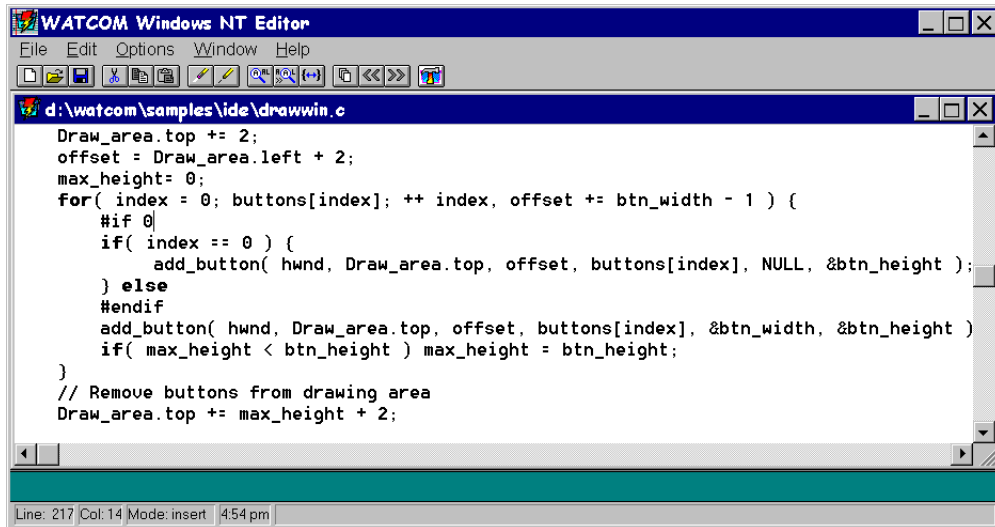 WATCOM Windows NT Editor
File Edit Options Window Help
d:\watcom\samples\ide\drawwin.c
Draw_area.top += 2;
offset = Draw_area.left + 2;
max_height= 0;
for( index = 0; buttons[index]; ++ index, offset += btn_width - 1 ) {
#if 0
if( index == 0 ) {
add_button( hwnd, Draw_area.top, offset, buttons[index], NULL, &btn_height );
} else
#endif
add_button( hwnd, Draw_area.top, offset, buttons[index], &btn_width, &btn_height )
if( max_height < btn_height ) max_height = btn_height;
}
// Remove buttons from drawing area
Draw_area.top += max_height + 2;
Line: 217 Col: 14 Mode: insert 4:54 pm